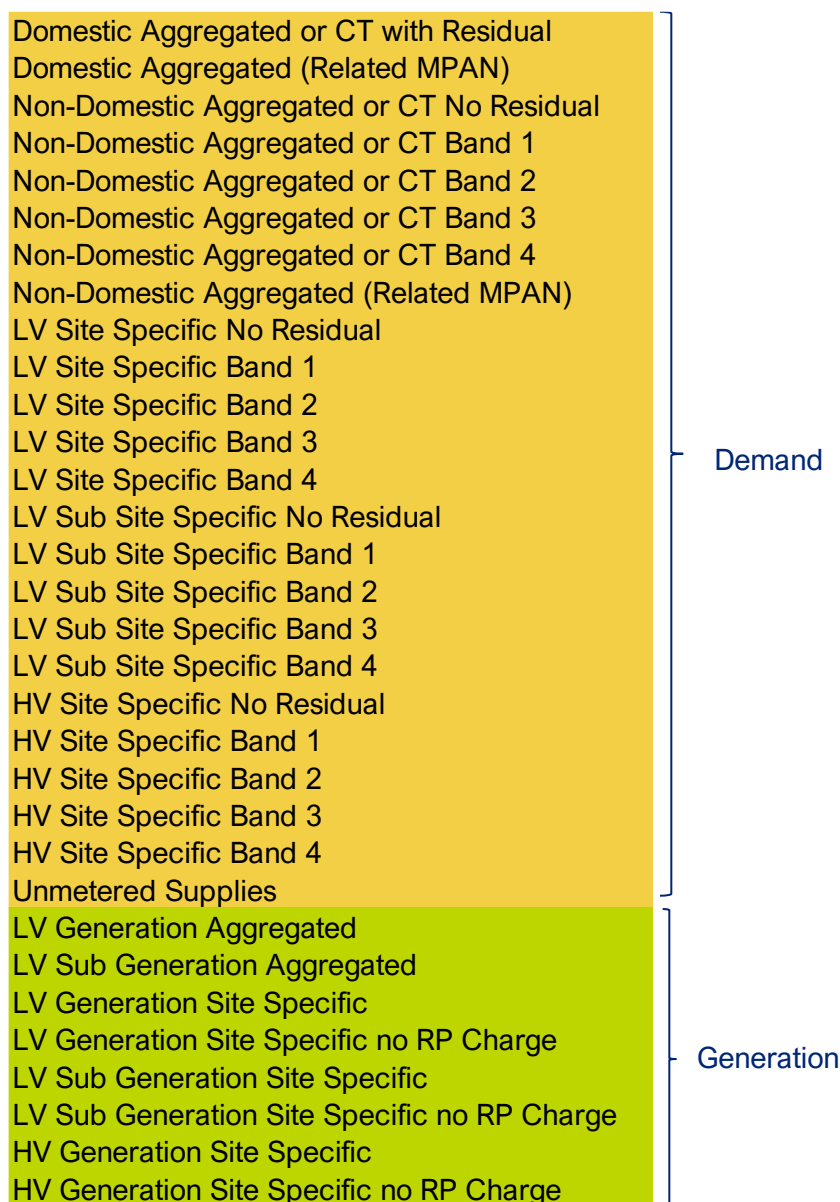 Domestic Aggregated or CT with Residual
Domestic Aggregated (Related MPAN)
Non-Domestic Aggregated or CT No Residual
Non-Domestic Aggregated or CT Band 1
Non-Domestic Aggregated or CT Band 2
Non-Domestic Aggregated or CT Band 3
Non-Domestic Aggregated or CT Band 4
Non-Domestic Aggregated (Related MPAN)
LV Site Specific No Residual
LV Site Specific Band 1
LV Site Specific Band 2
LV Site Specific Band 3
LV Site Specific Band 4
LV Sub Site Specific No Residual
LV Sub Site Specific Band 1
LV Sub Site Specific Band 2
LV Sub Site Specific Band 3
LV Sub Site Specific Band 4
HV Site Specific No Residual
HV Site Specific Band 1
HV Site Specific Band 2
HV Site Specific Band 3
HV Site Specific Band 4
Unmetered Supplies
Demand
LV Generation Aggregated
LV Sub Generation Aggregated
LV Generation Site Specific
LV Generation Site Specific no RP Charge
LV Sub Generation Site Specific
LV Sub Generation Site Specific no RP Charge
HV Generation Site Specific
HV Generation Site Specific no RP Charge
Generation